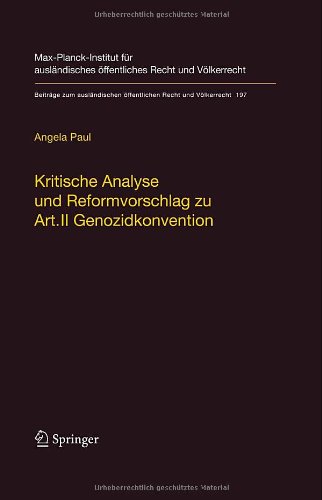 Urheberrechtlich geschütztes Material
Max-Planck-Institut für
ausländisches öffentliches Recht und Völkerrecht
Beiträge zum ausländischen öffentlichen Recht und Völkerrecht 197
Angela Paul
Kritische Analyse
und Reformvorschlag zu
Art.II Genozidkonvention
Springer
Urheberrechtlich geschütztes Material